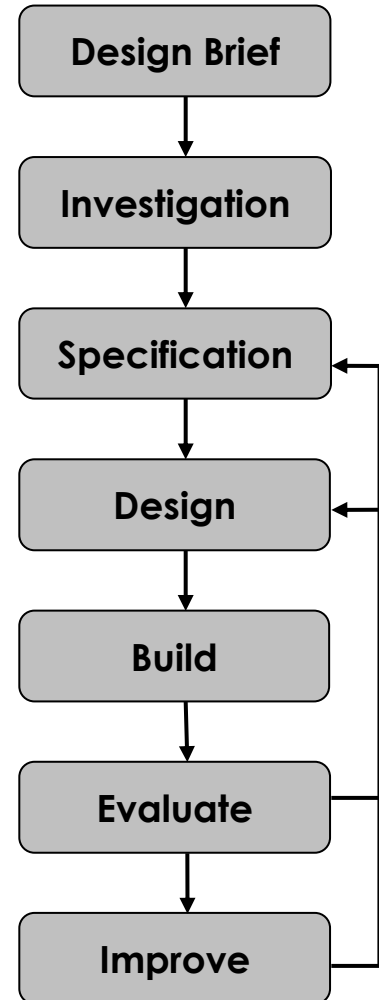 Design Brief
Investigation
Specification
Design
Build
Evaluate
Improve